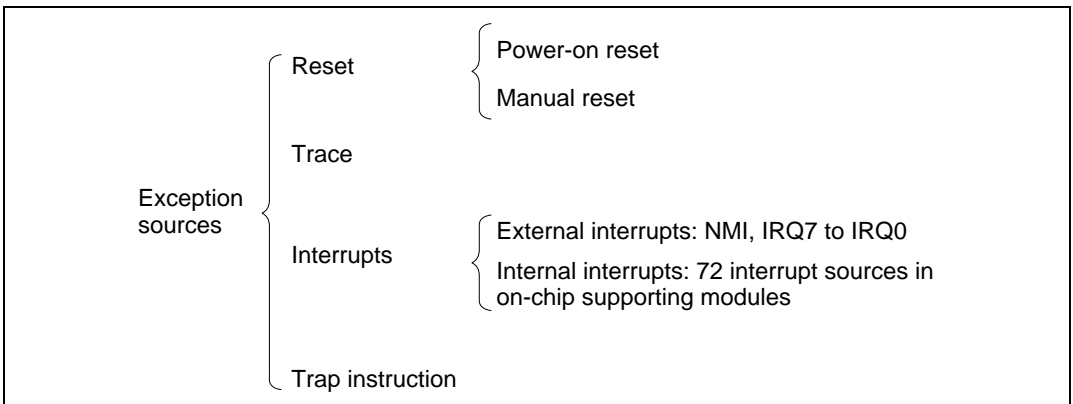 Exception
sources
Reset
Power-on reset
Manual reset
Trace
Interrupts
External interrupts: NMI, IRQ7 to IRQ0
Internal interrupts: 72 interrupt sources in
on-chip supporting modules
Trap instruction